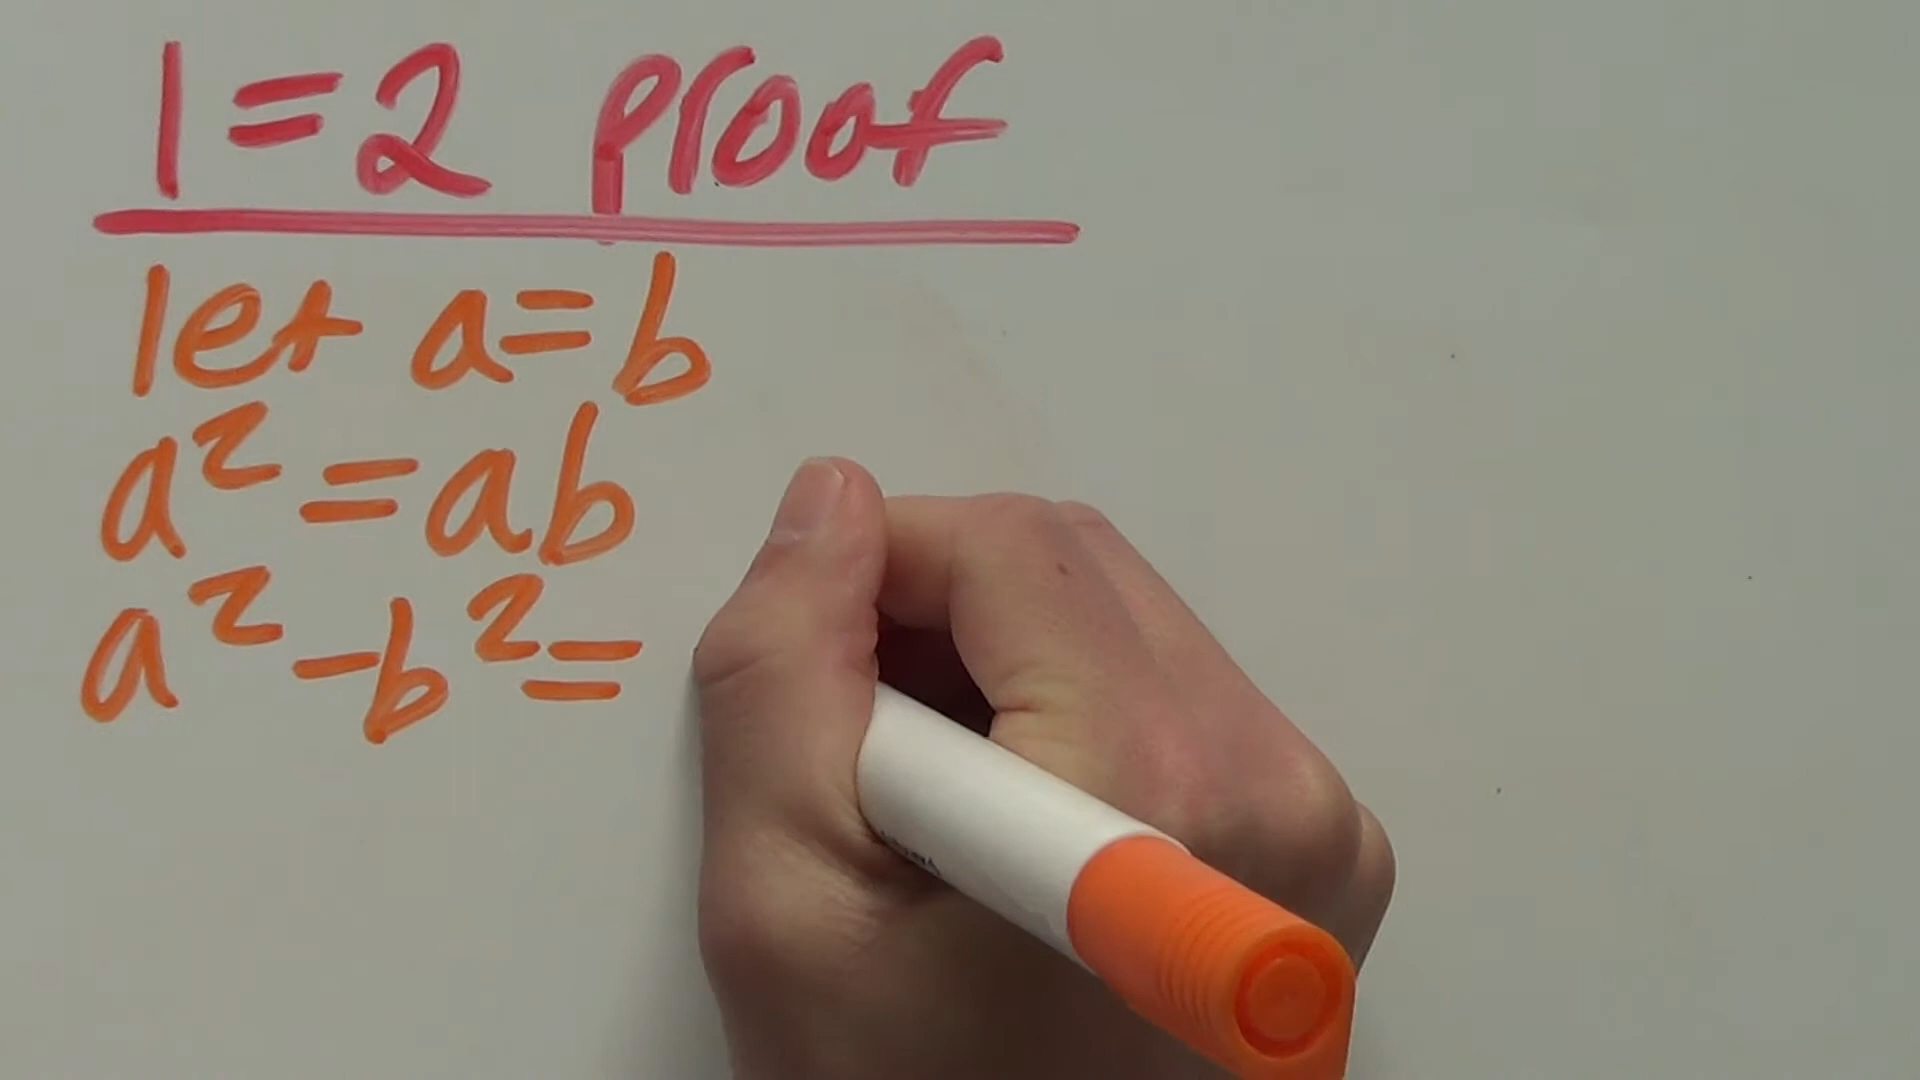 1=2 proof
let a=b
a²=ab
a²-b²=